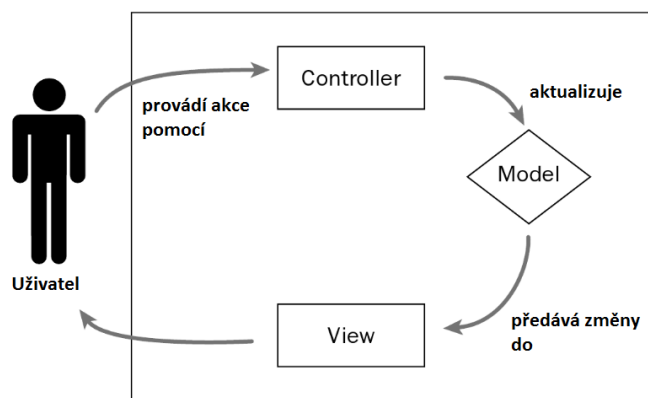 Controller
provádí akce
pomocí
aktualizuje
Model
Uživatel
View
předává změny
do